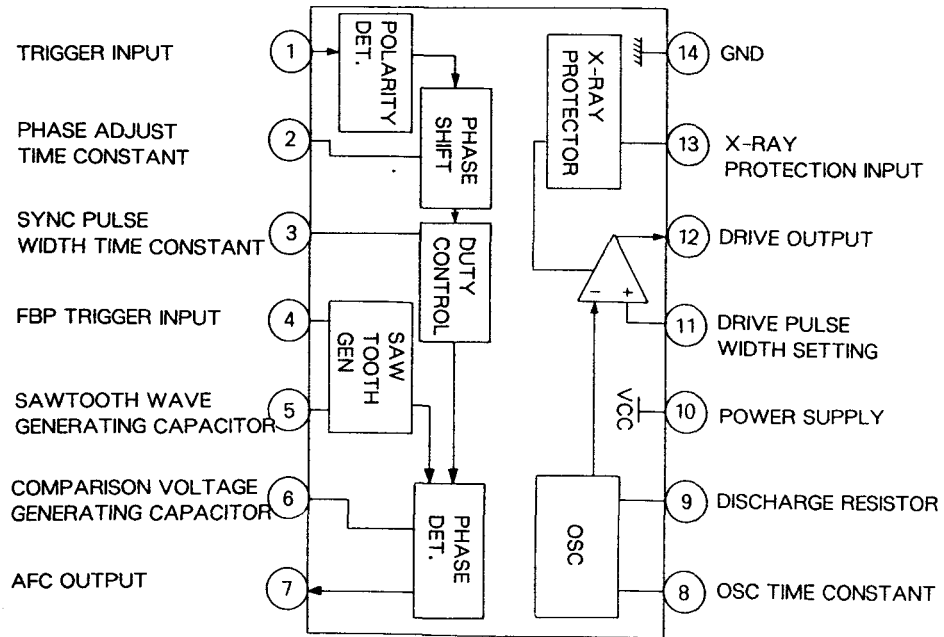 TRIGGER INPUT
1
PHASE ADJUST
TIME CONSTANT
2
SYNC PULSE
WIDTH TIME CONSTANT
3
FBP TRIGGER INPUT
4
SAWTOOTH WAVE
GENERATING CAPACITOR
5
COMPARISON VOLTAGE
GENERATING CAPACITOR
6
AFC OUTPUT
7
POLARITY
DET.
PHASE
SHIFT
DUTY
CONTROL
SAW
TOOTH
GEN
PHASE
DET.
X-RAY
PROTECTOR
- +
VCC
OSC
14
GND
13
X-RAY
PROTECTION INPUT
12
DRIVE OUTPUT
11
DRIVE PULSE
WIDTH SETTING
10
POWER SUPPLY
9
DISCHARGE RESISTOR
8
OSC TIME CONSTANT